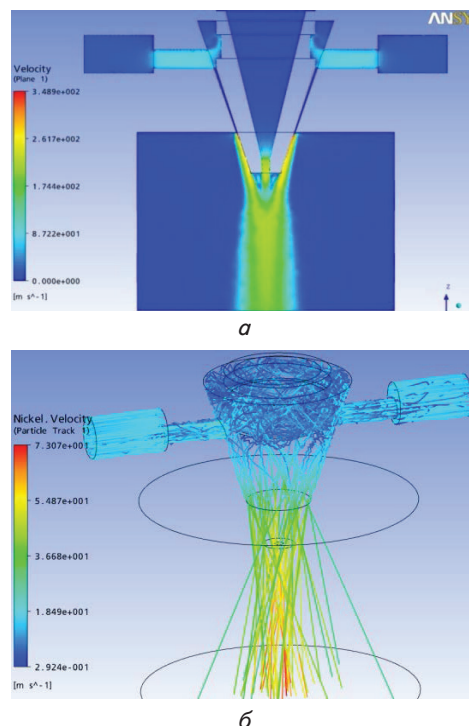 ANSY
Velocity
(Plane 1)
3.489e+002
2.617e+002
1.744e+002
8.722e+001
0.000e+000
[m s^-1]
z
а
Nickel. Velocity
(Particle Track 1)
7.307e+001
5.487e+001
3.668e+001
1.849e+001
2.924e-001
[m s^-1]
б